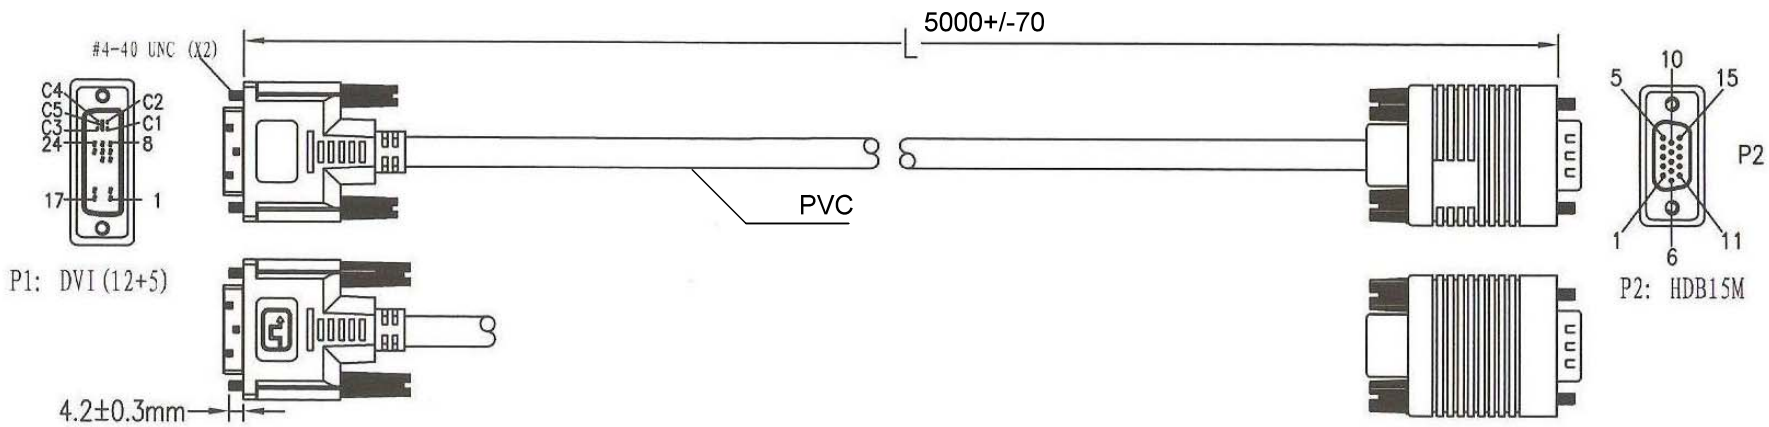 5000+/-70
L
#4-40 UNC (X2)
C4
C5
C3
24
17
C2
C1
8
1
P1: DVI(12+5)
PVC
4.2±0.3mm
10
5
15
P2
1
11
6
P2: HDB15M